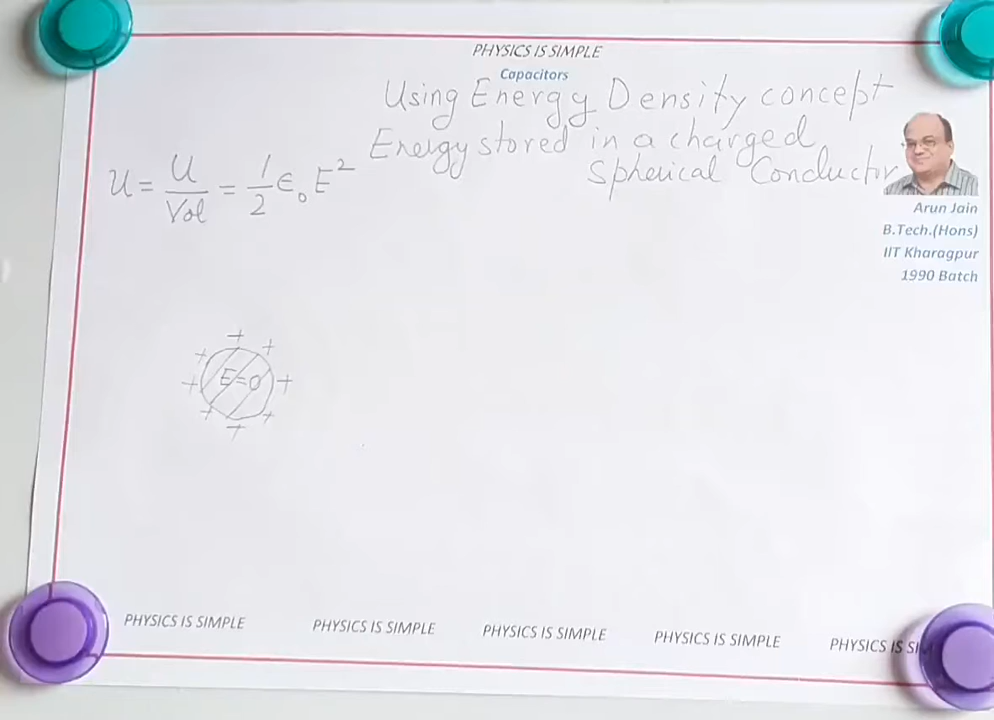 PHYSICS IS SIMPLE
Capacitors
Using Energy Density concept
Energy stored in a charged
Spherical Conductor
u = U/Vol = 1/2 ε₀ E²
Arun Jain
B.Tech.(Hons)
IIT Kharagpur
1990 Batch
+ + + + + + + +
E=0
PHYSICS IS SIMPLE PHYSICS IS SIMPLE PHYSICS IS SIMPLE PHYSICS IS SIMPLE PHYSICS IS SI